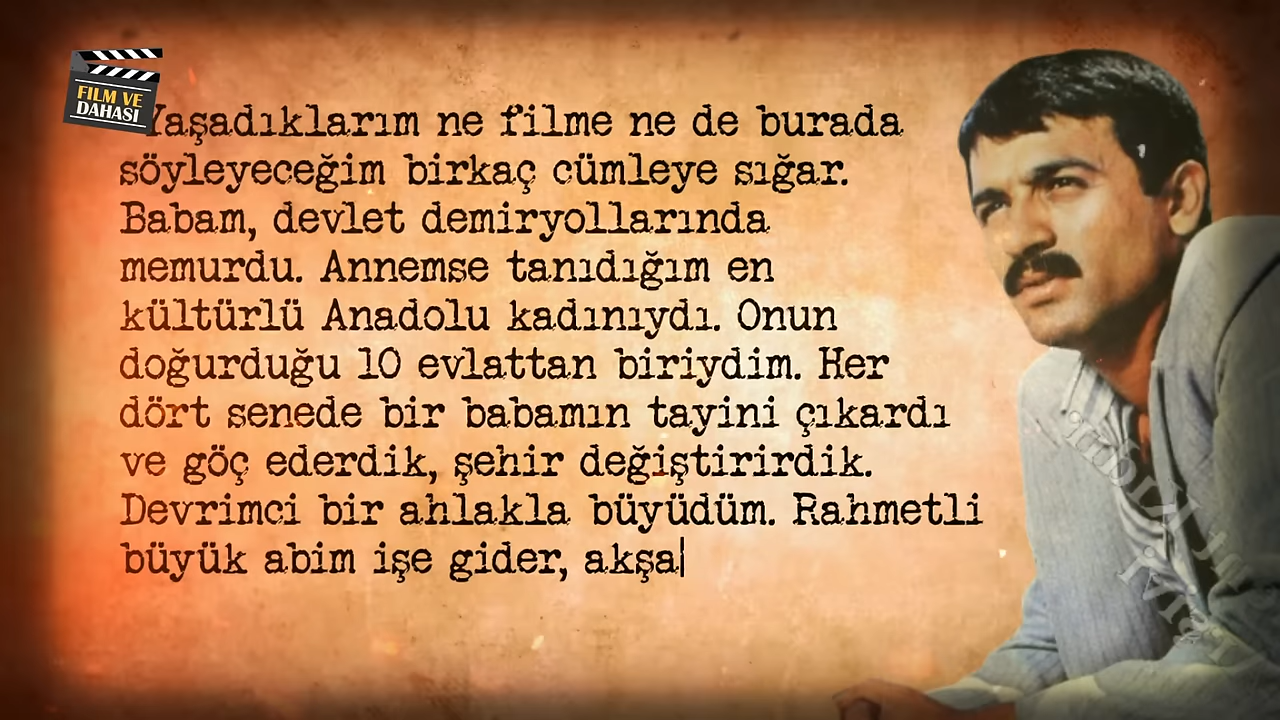 FILM VE
DAHASI
Yaşadıklarım ne filme ne de burada
söyleyeceğim birkaç cümleye sığar.
Babam, devlet demiryollarında
memurdu. Annemse tanıdığım en
kültürlü Anadolu kadınıydı. Onun
doğurduğu 10 evlattan biriydim. Her
dört senede bir babamın tayini çıkardı
ve göç ederdik, şehir değiştirirdik.
Devrimci bir ahlakla büyüdüm. Rahmetli
büyük abim işe gider, akşa